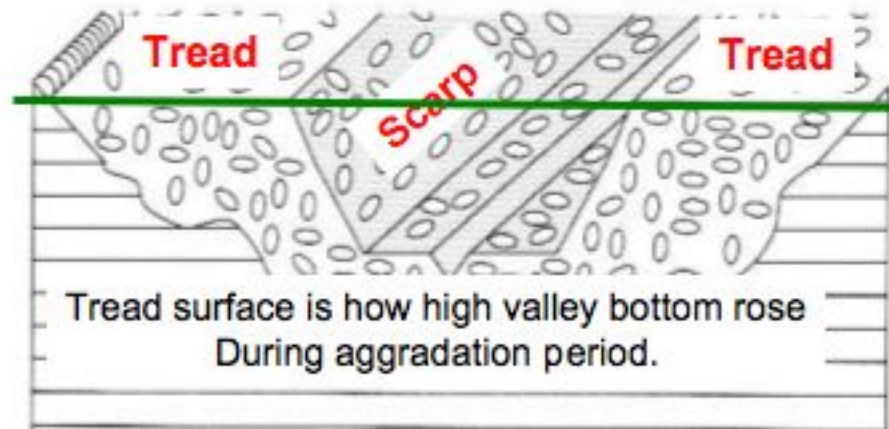 Tread
Scarp
Tread
Tread surface is how high valley bottom rose
During aggradation period.